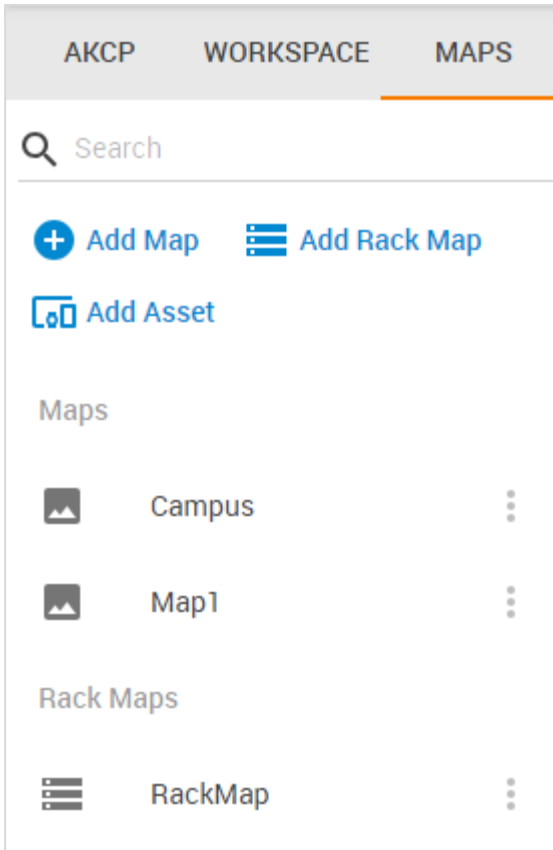 AKCP WORKSPACE MAPS
Search
Add Map Add Rack Map
Add Asset
Maps
Campus
Map1
Rack Maps
RackMap